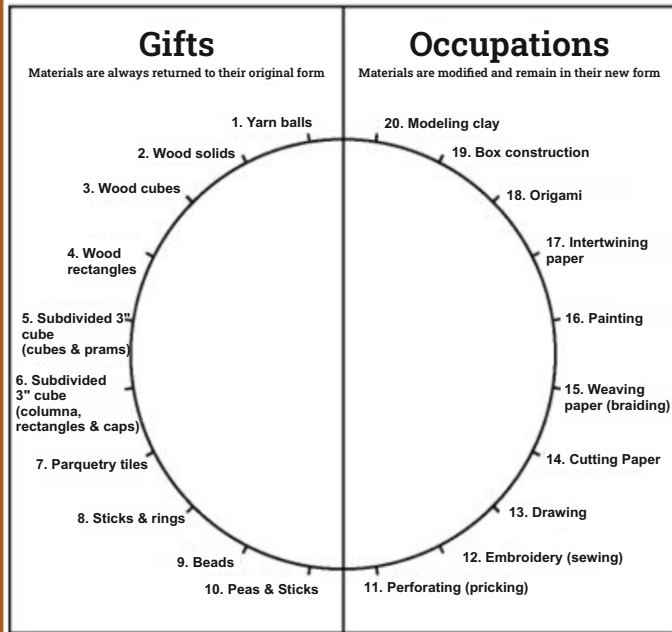 Gifts
Materials are always returned to their original form
1. Yarn balls
2. Wood solids
3. Wood cubes
4. Wood
rectangles
5. Subdivided 3"
cube
(cubes & prams)
6. Subdivided
3" cube
(columna,
rectangles & caps)
7. Parquetry tiles
8. Sticks & rings
9. Beads
10. Peas & Sticks
Occupations
Materials are modified and remain in their new form
20. Modeling clay
19. Box construction
18. Origami
17. Intertwining
paper
16. Painting
15. Weaving
paper (braiding)
14. Cutting Paper
13. Drawing
12. Embroidery (sewing)
11. Perforating (pricking)